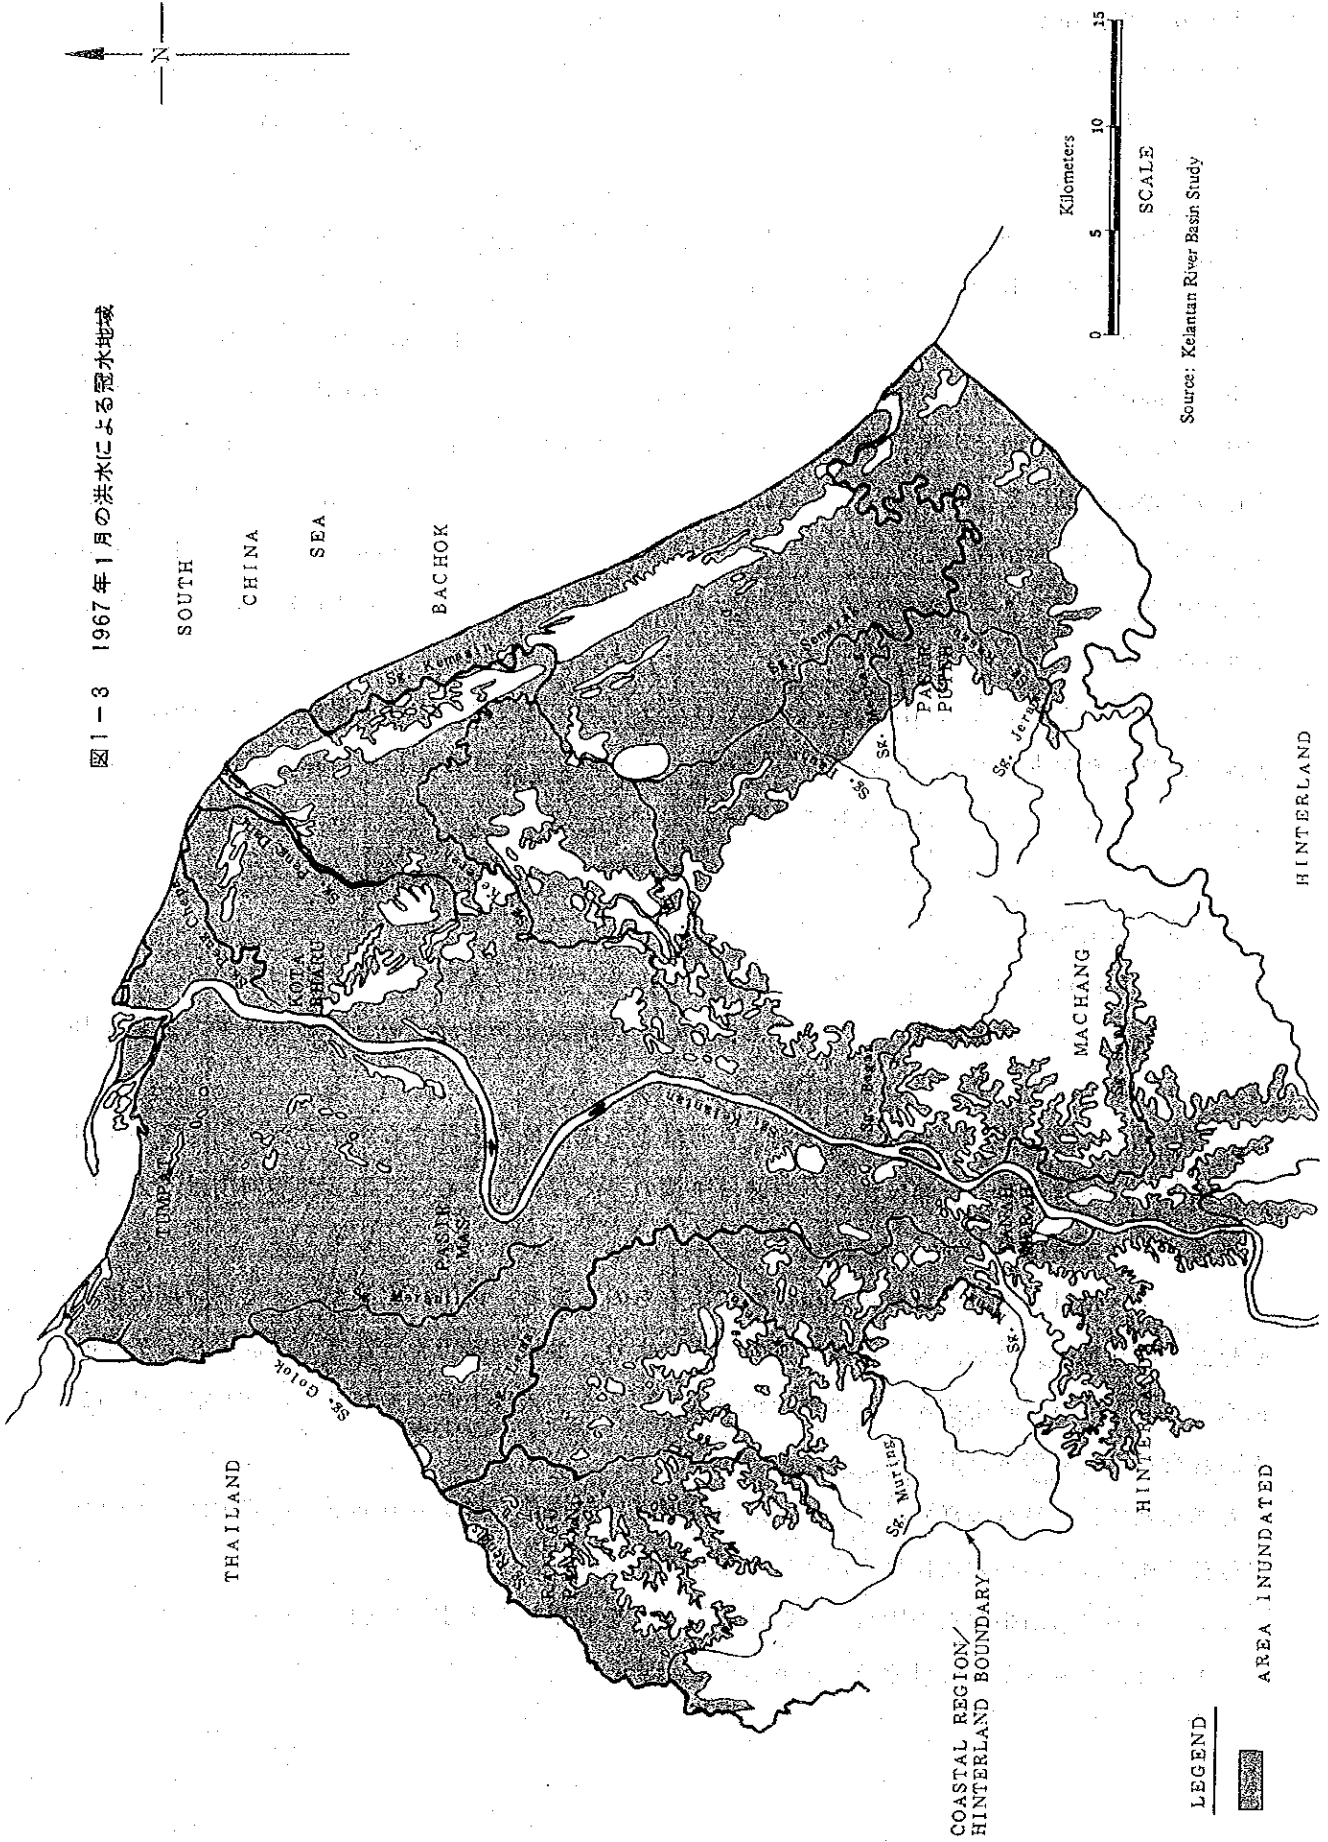 図1-3 1967年1月の洪水による冠水地域
N
SOUTH
CHINA
SEA
BACHOK
THAILAND
TUMPAT
KOTA
BHARU
PASIR
MAS
Sg. Golok
Sg. Kemasin
PASIR
PUTEH
Sg. Jerus
Sg. Muring
MACHANG
TANAH
MERAH
Kelantan
HINTERLAND
HINTERLAND
COASTAL REGION/
HINTERLAND BOUNDARY
LEGEND
AREA INUNDATED
Kilometers
0 5 10 15
SCALE
Source: Kelantan River Basin Study